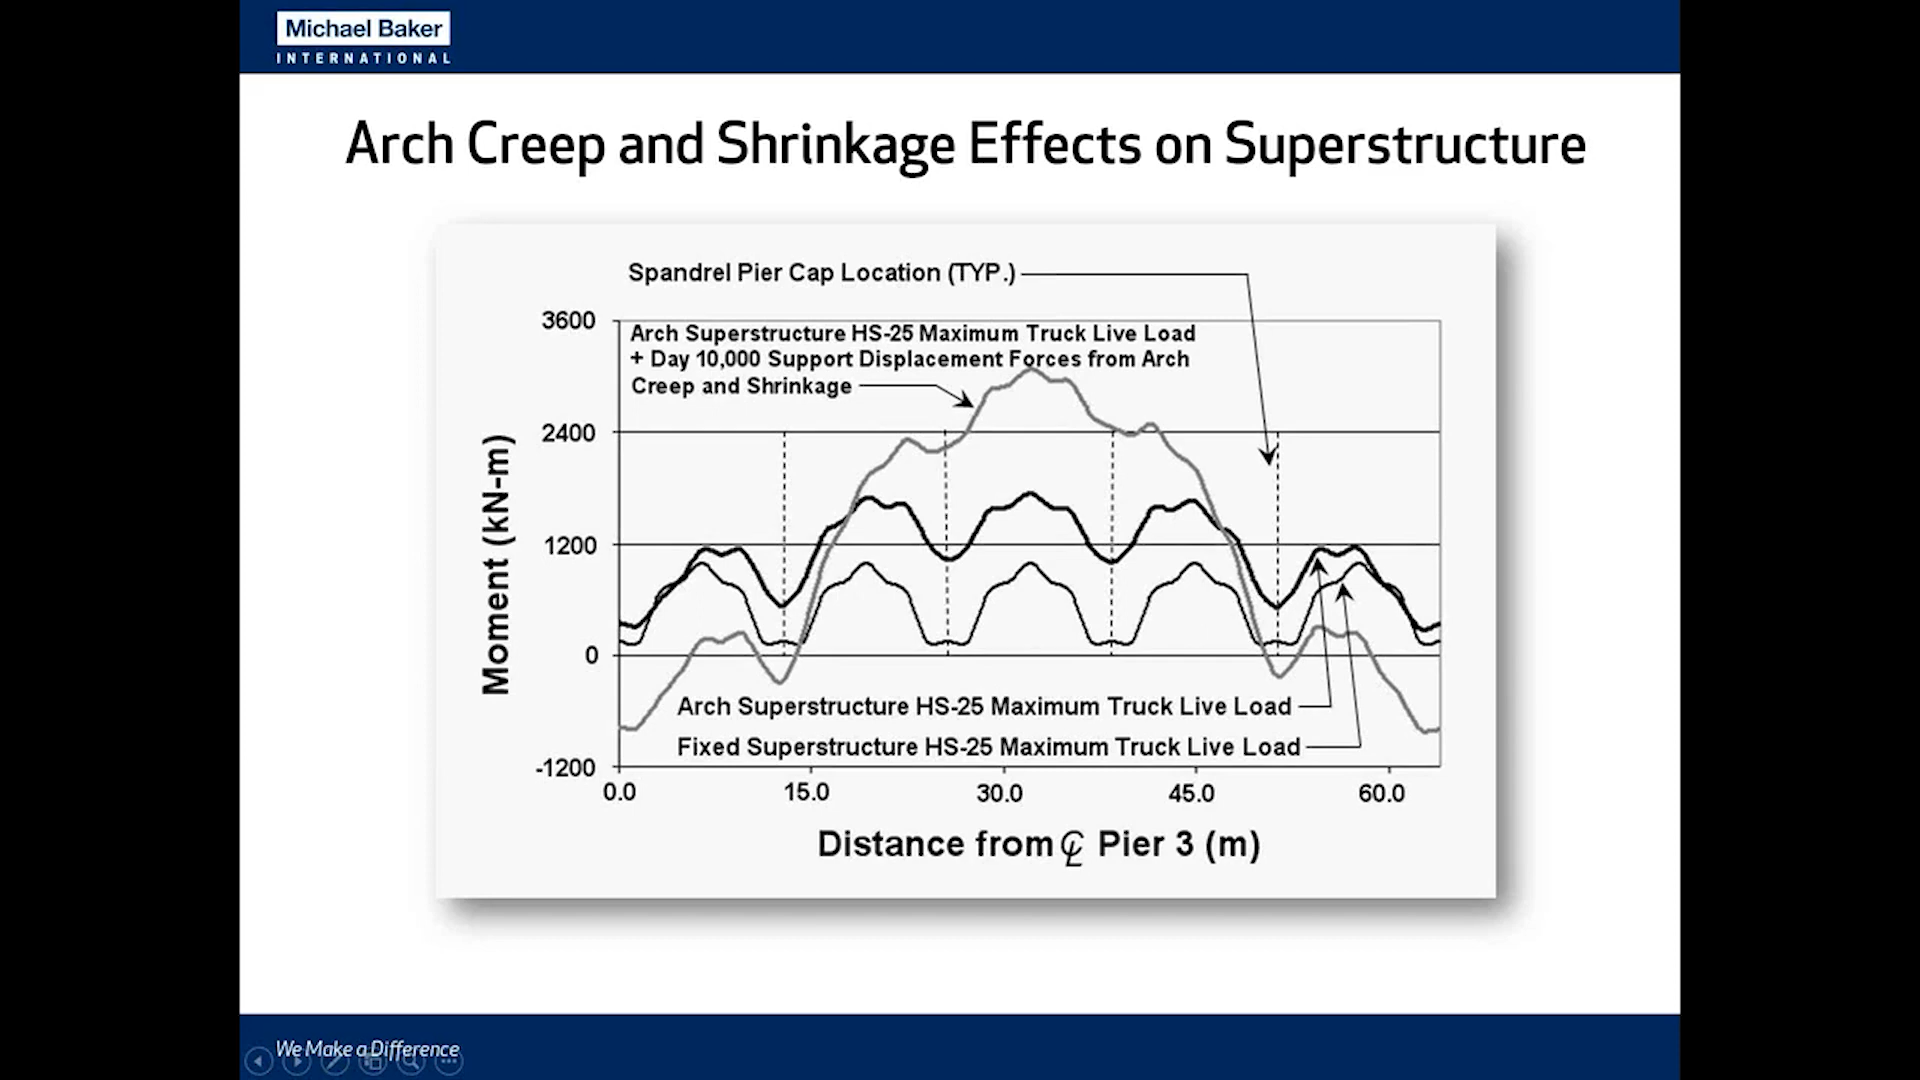 Michael Baker
INTERNATIONAL
Arch Creep and Shrinkage Effects on Superstructure
Spandrel Pier Cap Location (TYP.)
Arch Superstructure HS-25 Maximum Truck Live Load
+ Day 10,000 Support Displacement Forces from Arch
Creep and Shrinkage
3600
2400
1200
0
-1200
Moment (kN-m)
Arch Superstructure HS-25 Maximum Truck Live Load
Fixed Superstructure HS-25 Maximum Truck Live Load
0.0 15.0 30.0 45.0 60.0
Distance from ℄ Pier 3 (m)
We Make a Difference